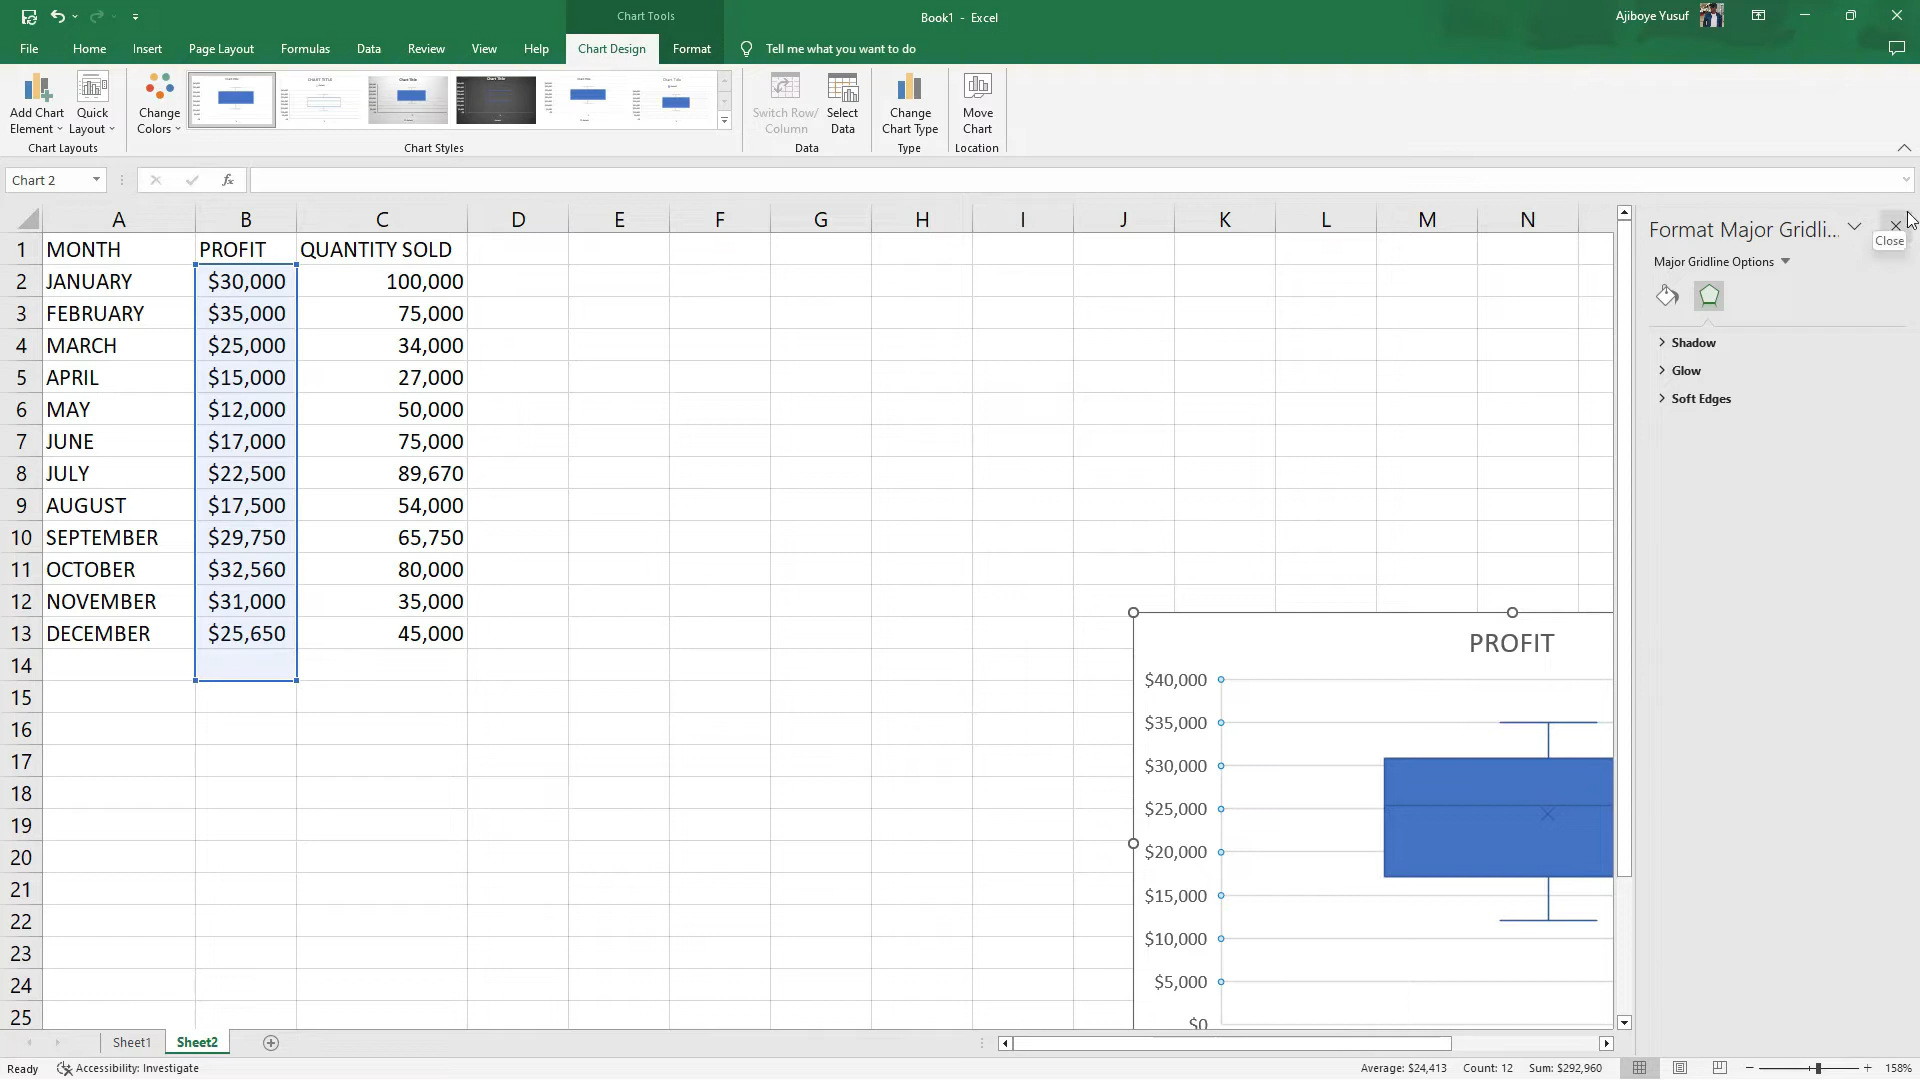 Chart Tools
Book1 - Excel
Ajiboye Yusuf
File Home Insert Page Layout Formulas Data Review View Help Chart Design Format Tell me what you want to do
Add Chart Element
Quick Layout
Change Colors
Switch Row/ Column
Select Data
Change Chart Type
Move Chart
Chart Layouts Chart Styles Data Type Location
Chart 2 fx
A B C D E F G H I J K L M N
1 MONTH PROFIT QUANTITY SOLD
2 JANUARY $30,000 100,000
3 FEBRUARY $35,000 75,000
4 MARCH $25,000 34,000
5 APRIL $15,000 27,000
6 MAY $12,000 50,000
7 JUNE $17,000 75,000
8 JULY $22,500 89,670
9 AUGUST $17,500 54,000
10 SEPTEMBER $29,750 65,750
11 OCTOBER $32,560 80,000
12 NOVEMBER $31,000 35,000
13 DECEMBER $25,650 45,000
14
15
16
17
18
19
20
21
22
23
24
25
PROFIT
$40,000
$35,000
$30,000
$25,000
$20,000
$15,000
$10,000
$5,000
$0
Format Major Gridli...
Close
Major Gridline Options
Shadow
Glow
Soft Edges
Sheet1 Sheet2
Ready Accessibility: Investigate Average: $24,413 Count: 12 Sum: $292,960 158%